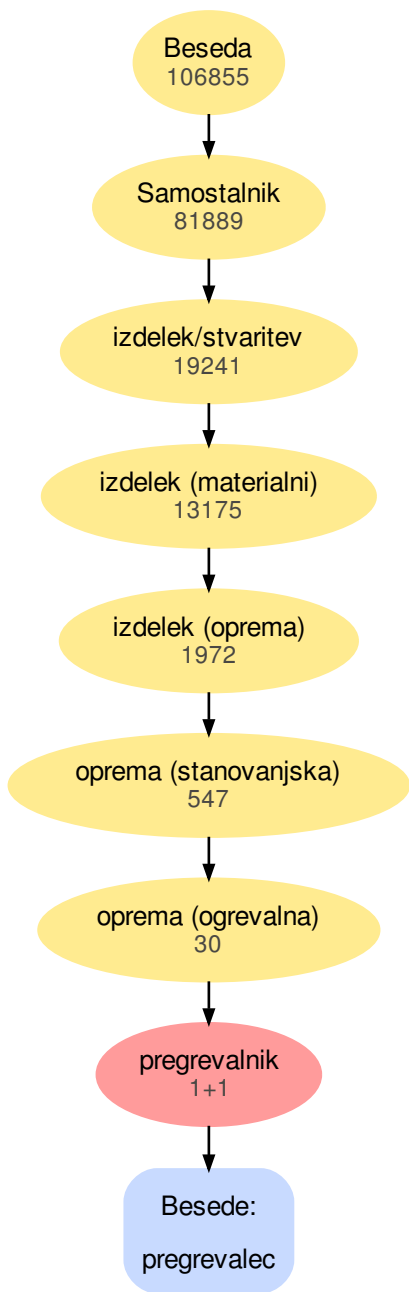 Beseda
106855
Samostalnik
81889
izdelek/stvaritev
19241
izdelek (materialni)
13175
izdelek (oprema)
1972
oprema (stanovanjska)
547
oprema (ogrevalna)
30
pregrevalnik
1+1
Besede:
pregrevalec